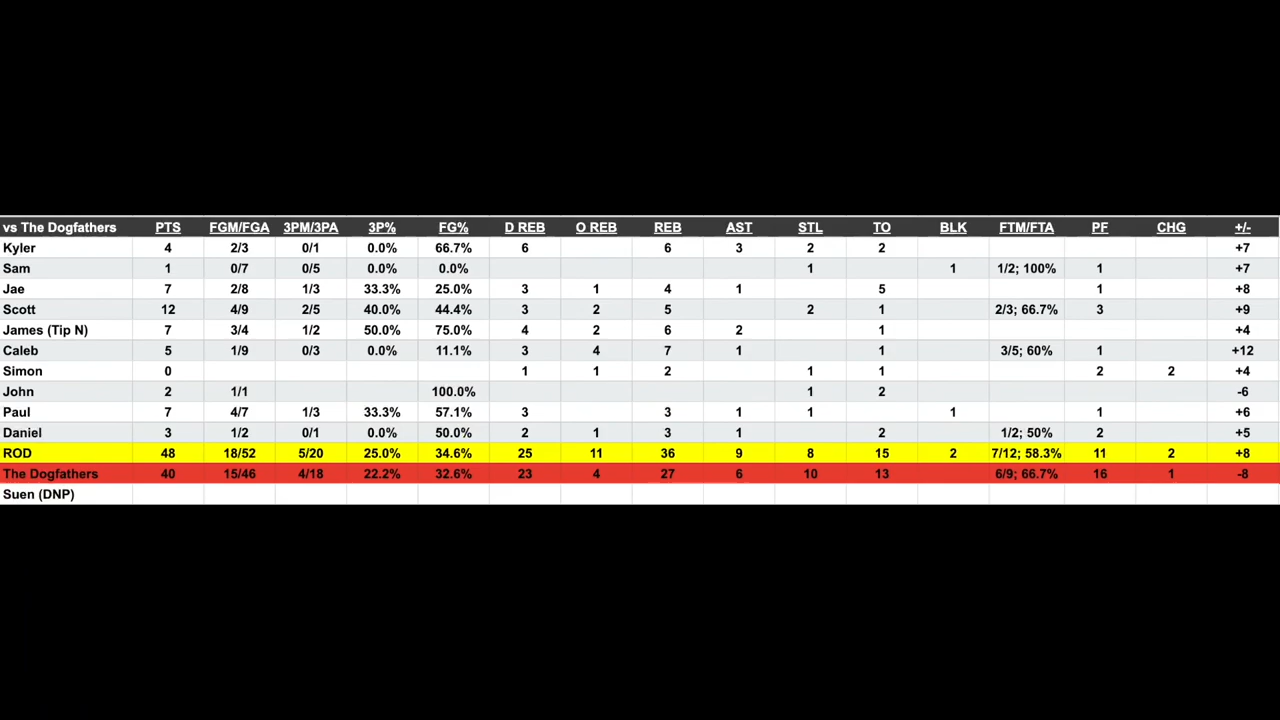 vs The Dogfathers PTS FGM/FGA 3PM/3PA 3P% FG% D REB O REB REB AST STL TO BLK FTM/FTA PF CHG +/-
Kyler 4 2/3 0/1 0.0% 66.7% 6 6 3 2 2 +7
Sam 1 0/7 0/5 0.0% 0.0% 1 1 1/2; 100% 1 +7
Jae 7 2/8 1/3 33.3% 25.0% 3 1 4 1 5 1 +8
Scott 12 4/9 2/5 40.0% 44.4% 3 2 5 2 1 2/3; 66.7% 3 +9
James (Tip N) 7 3/4 1/2 50.0% 75.0% 4 2 6 2 1 +4
Caleb 5 1/9 0/3 0.0% 11.1% 3 4 7 1 1 3/5; 60% 1 +12
Simon 0 1 1 2 1 1 2 2 +4
John 2 1/1 100.0% 1 2 -6
Paul 7 4/7 1/3 33.3% 57.1% 3 3 1 1 1 1 +6
Daniel 3 1/2 0/1 0.0% 50.0% 2 1 3 1 2 1/2; 50% 2 +5
ROD 48 18/52 5/20 25.0% 34.6% 25 11 36 9 8 15 2 7/12; 58.3% 11 2 +8
The Dogfathers 40 15/46 4/18 22.2% 32.6% 23 4 27 6 10 13 6/9; 66.7% 16 1 -8
Suen (DNP)